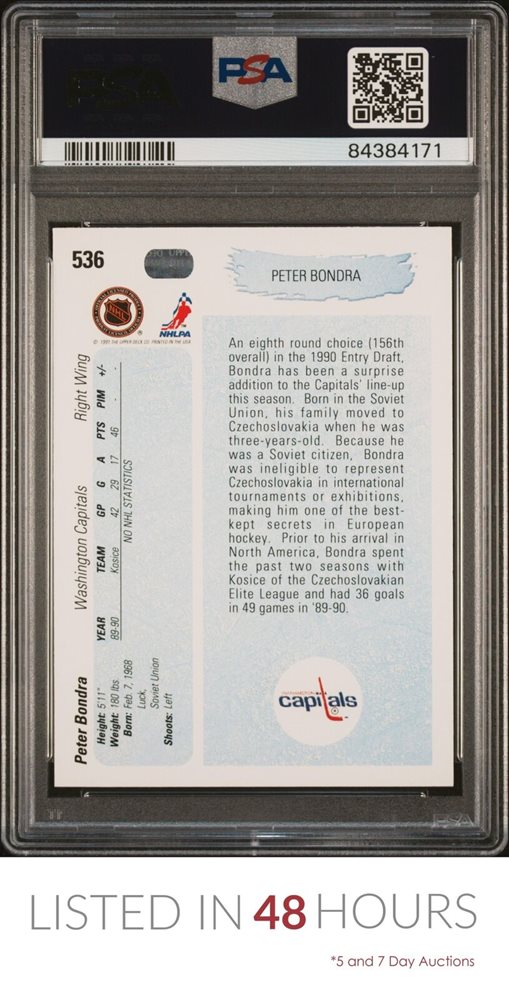 PSA
84384171
536
PETER BONDRA
NHL
NHLPA
© 1991 THE UPPER DECK CO. PRINTED IN THE USA
Peter Bondra Washington Capitals Right Wing
Height: 5'11"
Weight: 180 lbs.
Born: Feb. 7, 1968
Luck,
Soviet Union
Shoots: Left
YEAR TEAM GP G A PTS PIM +/-
89-90 Kosice 42 29 17 46 - -
NO NHL STATISTICS
An eighth round choice (156th
overall) in the 1990 Entry Draft,
Bondra has been a surprise
addition to the Capitals' line-up
this season. Born in the Soviet
Union, his family moved to
Czechoslovakia when he was
three-years-old. Because he
was a Soviet citizen, Bondra
was ineligible to represent
Czechoslovakia in international
tournaments or exhibitions,
making him one of the best-
kept secrets in European
hockey. Prior to his arrival in
North America, Bondra spent
the past two seasons with
Kosice of the Czechoslovakian
Elite League and had 36 goals
in 49 games in '89-90.
WASHINGTON
capitals
PSA
LISTED IN 48 HOURS
*5 and 7 Day Auctions